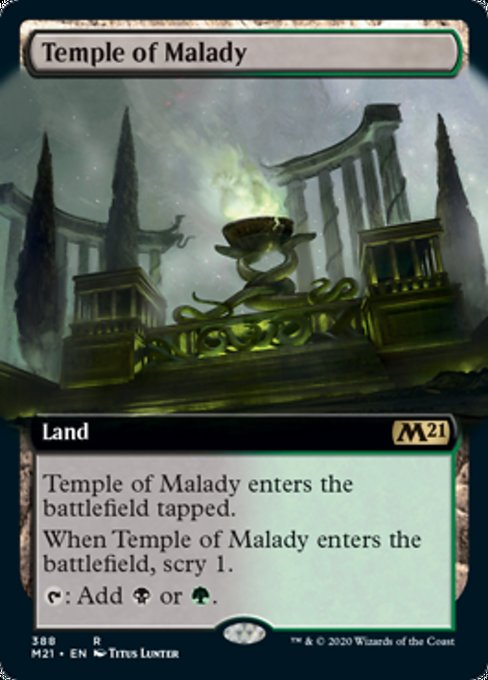 Temple of Malady
Land
M21
Temple of Malady enters the
battlefield tapped.
When Temple of Malady enters the
battlefield, scry 1.
: Add or .
388 R
M21 • EN Titus Lunter
™ & © 2020 Wizards of the Coast